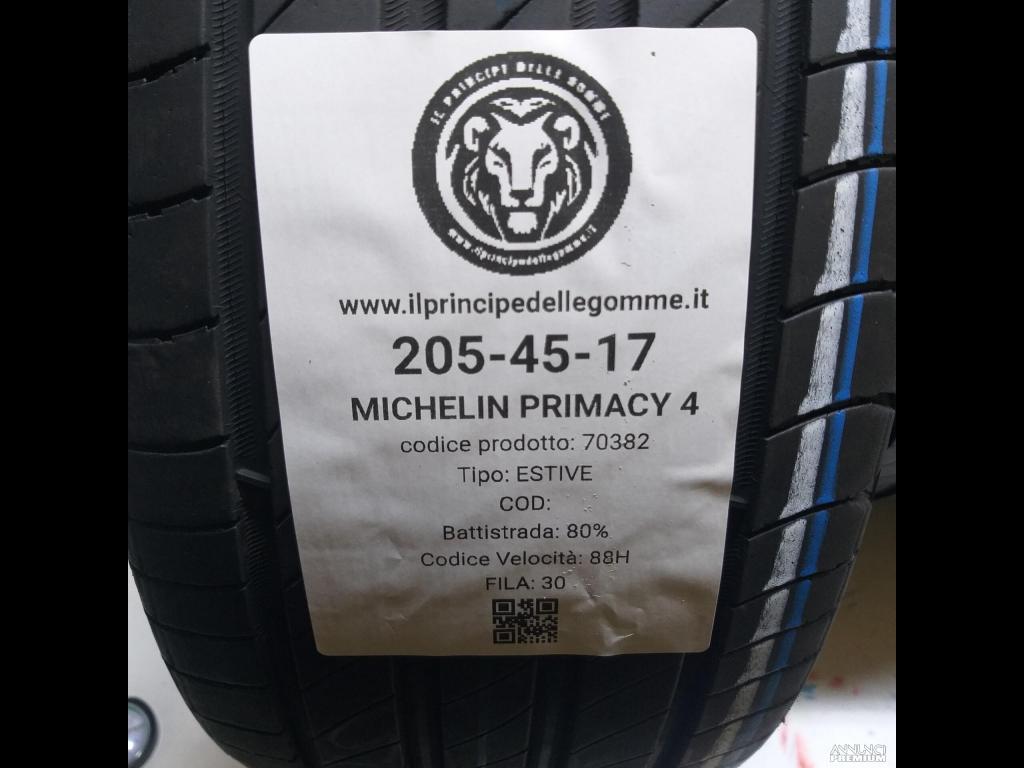 IL PRINCIPE DELLE GOMME
www.ilprincipedellegomme.it
www.ilprincipedellegomme.it
205-45-17
MICHELIN PRIMACY 4
codice prodotto: 70382
Tipo: ESTIVE
COD:
Battistrada: 80%
Codice Velocità: 88H
FILA: 30
ANNUNCI
PREMIUM